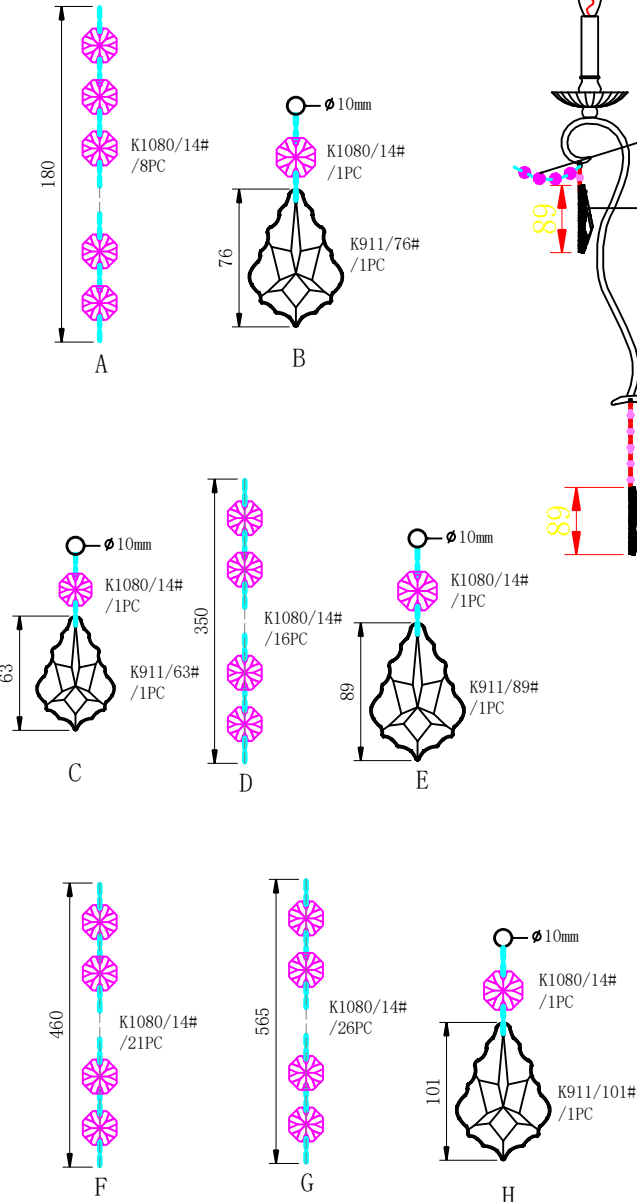 180
K1080/14#
/8PC
A
ø10mm
K1080/14#
/1PC
76
K911/76#
/1PC
B
89
89
ø10mm
K1080/14#
/1PC
63
K911/63#
/1PC
C
350
K1080/14#
/16PC
D
ø10mm
K1080/14#
/1PC
89
K911/89#
/1PC
E
460
K1080/14#
/21PC
F
565
K1080/14#
/26PC
G
ø10mm
K1080/14#
/1PC
101
K911/101#
/1PC
H